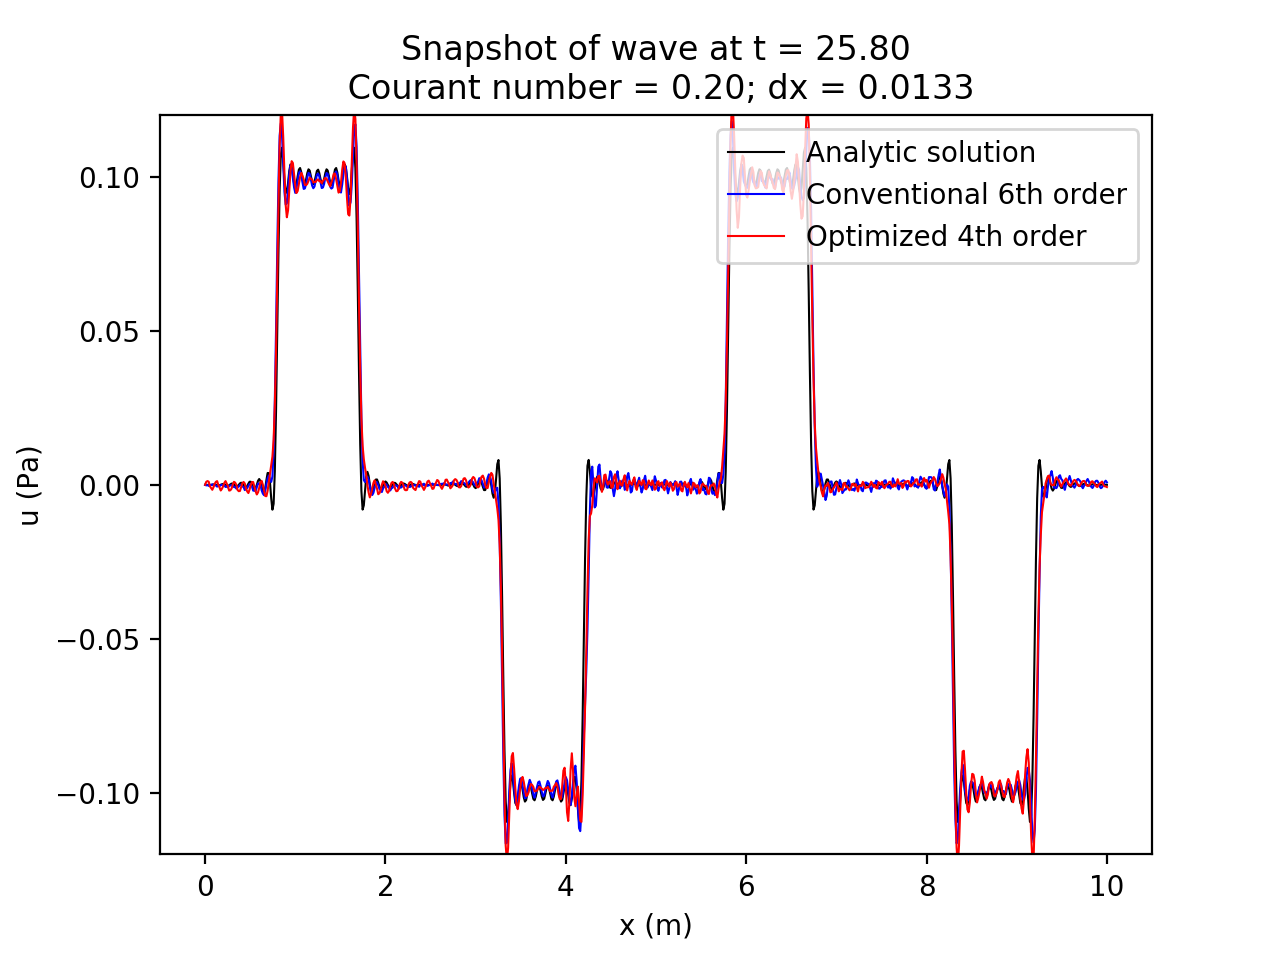 Snapshot of wave at t = 25.80
Courant number = 0.20; dx = 0.0133
Analytic solution
Conventional 6th order
Optimized 4th order
0.10
0.05
0.00
−0.05
−0.10
u (Pa)
0 2 4 6 8 10
x (m)